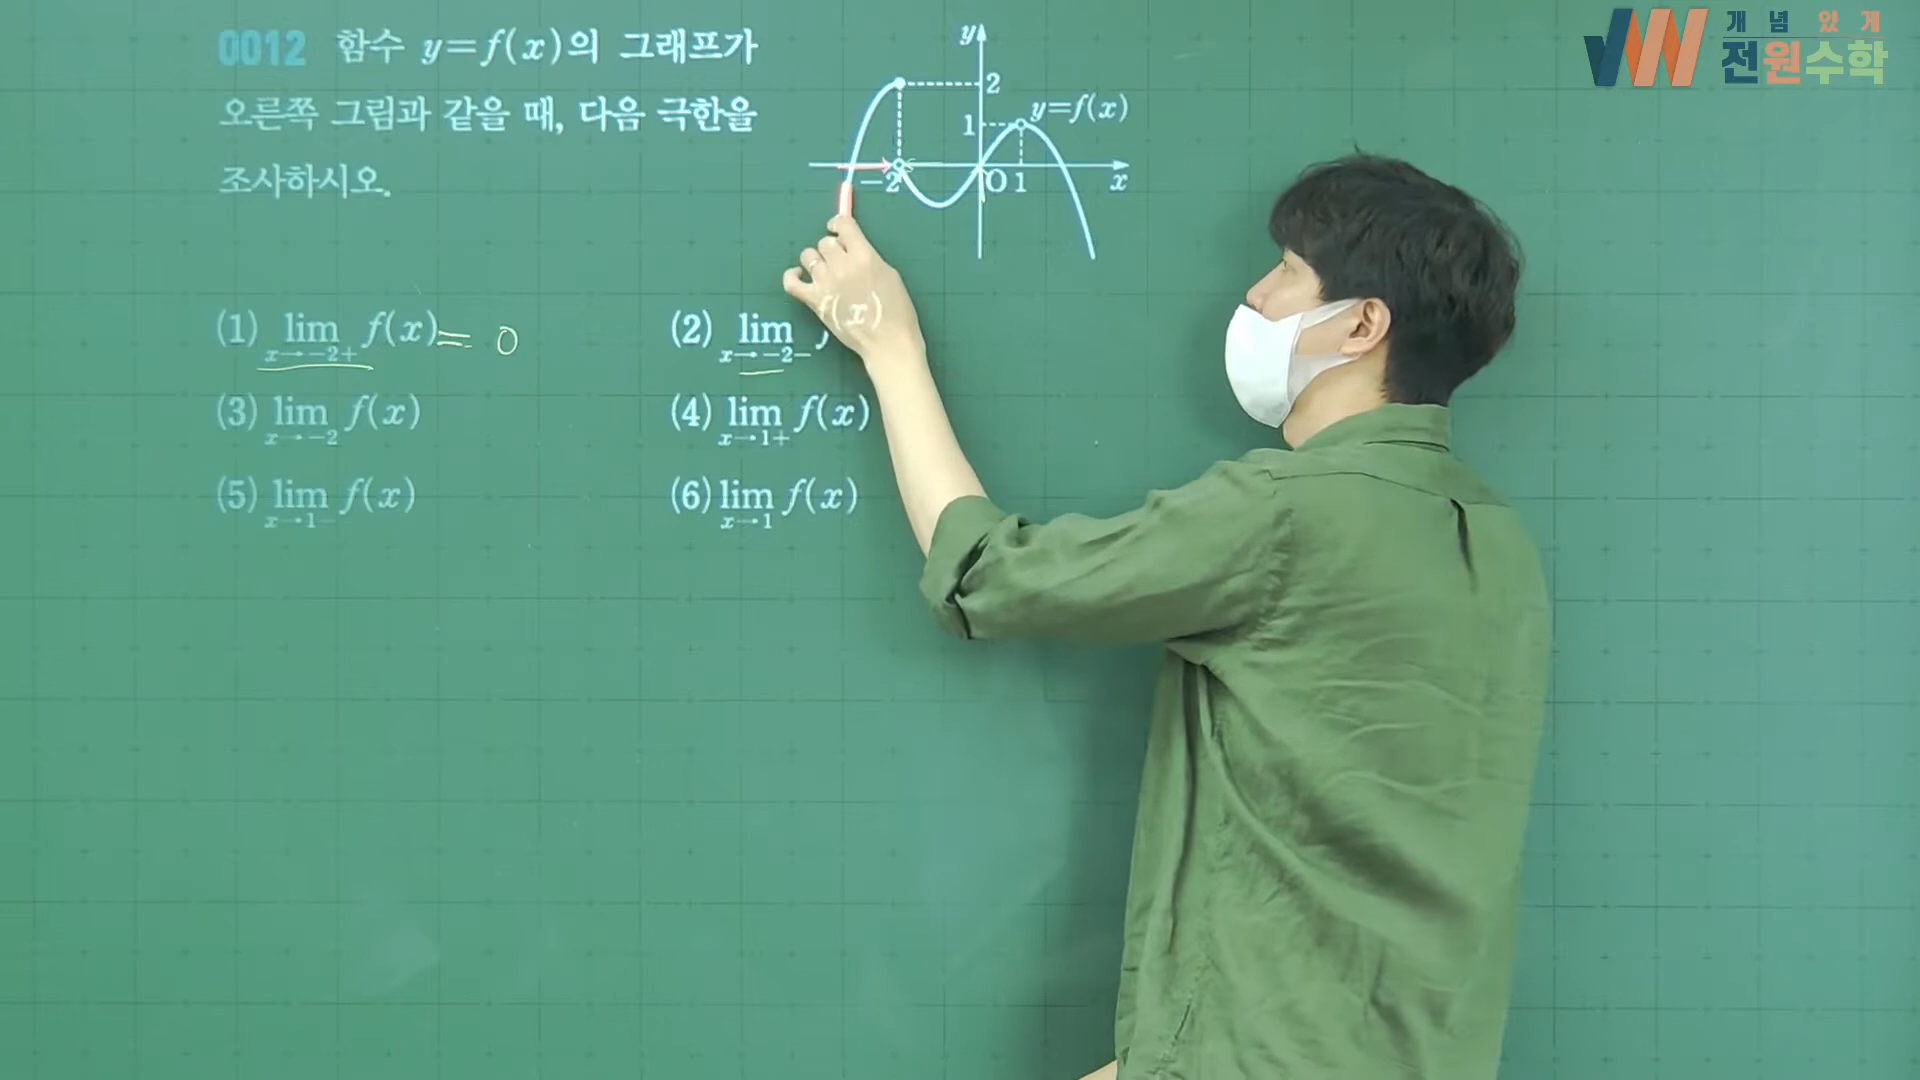 개념 있게
전원수학
0012 함수 y=f(x)의 그래프가
오른쪽 그림과 같을 때, 다음 극한을
조사하시오.
y
2
1
y=f(x)
-2
O
1
x
(1) lim x→-2+ f(x) = 0
(2) lim x→-2- f(x)
(3) lim x→-2 f(x)
(4) lim x→1+ f(x)
(5) lim x→1- f(x)
(6) lim x→1 f(x)